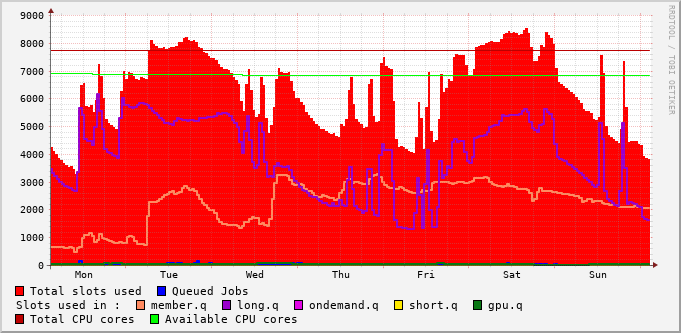 9000
8000
7000
6000
5000
4000
3000
2000
1000
0
Mon Tue Wed Thu Fri Sat Sun
RRDTOOL / TOBI OETIKER
Total slots used Queued Jobs
Slots used in : member.q long.q ondemand.q short.q gpu.q
Total CPU cores Available CPU cores